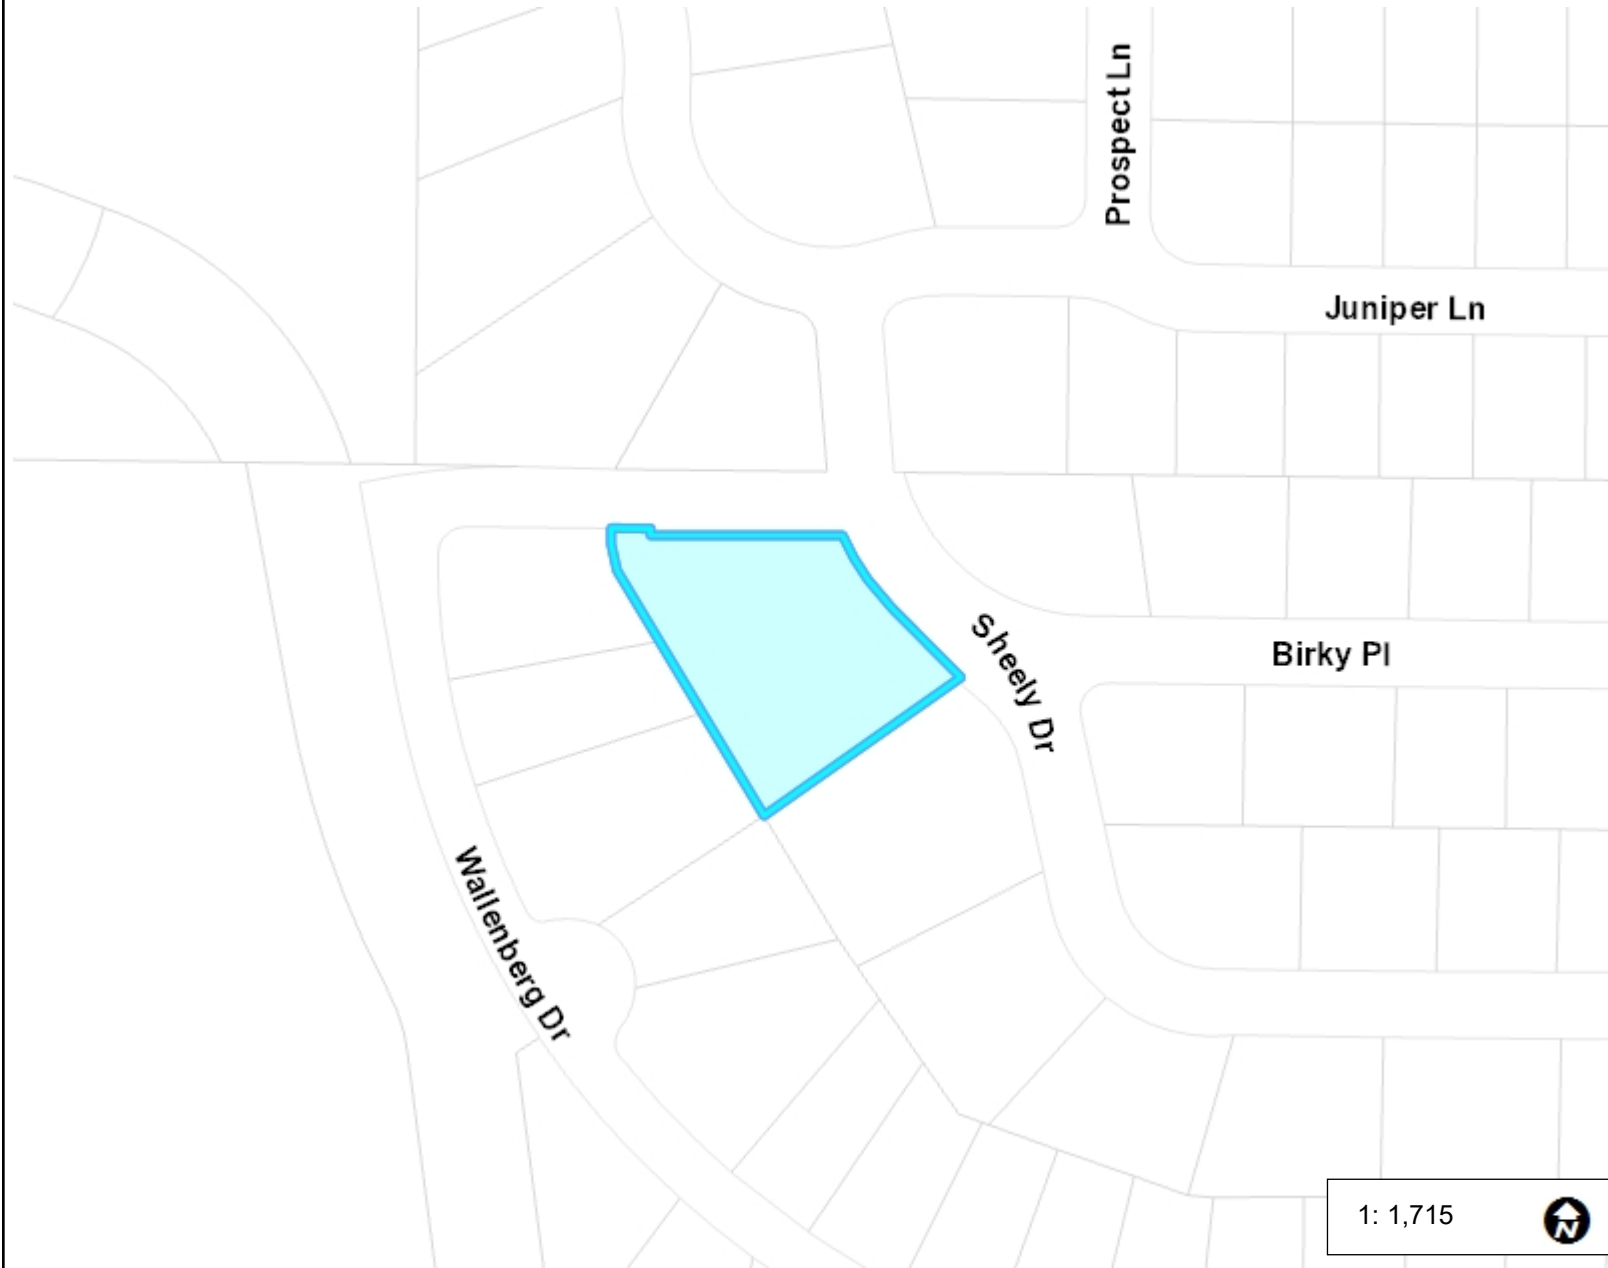 Prospect Ln
Juniper Ln
Sheely Dr
Birky Pl
Wallenberg Dr
1: 1,715
N